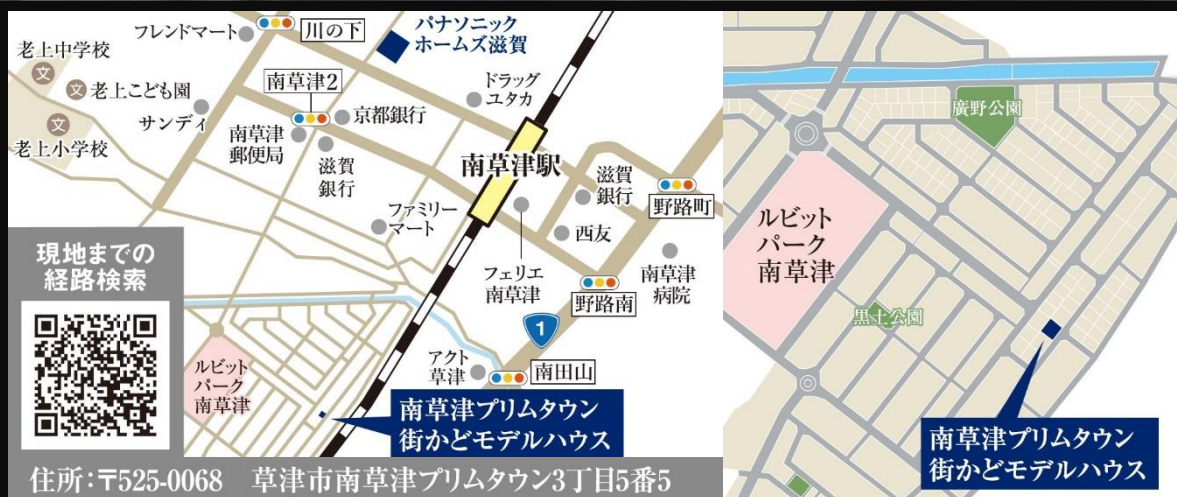 フレンドマート
川の下
パナソニック
ホームズ滋賀
老上中学校
文
文
老上こども園
文
老上小学校
サンディ
南草津2
京都銀行
南草津
郵便局
滋賀
銀行
ドラッグ
ユタカ
南草津駅
ファミリー
マート
滋賀
銀行
野路町
西友
フェリエ
南草津
南草津
病院
野路南
1
アクト
草津
南田山
現地までの
経路検索
ルビット
パーク
南草津
南草津プリムタウン
街かどモデルハウス
住所:〒525-0068 草津市南草津プリムタウン3丁目5番5
廣野公園
ルビット
パーク
南草津
黒土公園
南草津プリムタウン
街かどモデルハウス